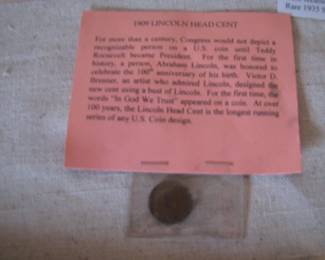 Rare 1935
1909 LINCOLN HEAD CENT
For more than a century, Congress would not depict a
recognizable person on a U.S. coin until Teddy
Roosevelt became President. For the first time in
history, a person, Abraham Lincoln, was honored to
celebrate the 100th anniversary of his birth. Victor D.
Brenner, an artist who admired Lincoln, designed the
new cent using a bust of Lincoln. For the first time, the
words "In God We Trust" appeared on a coin. At over
100 years, the Lincoln Head Cent is the longest running
series of any U.S. Coin design.